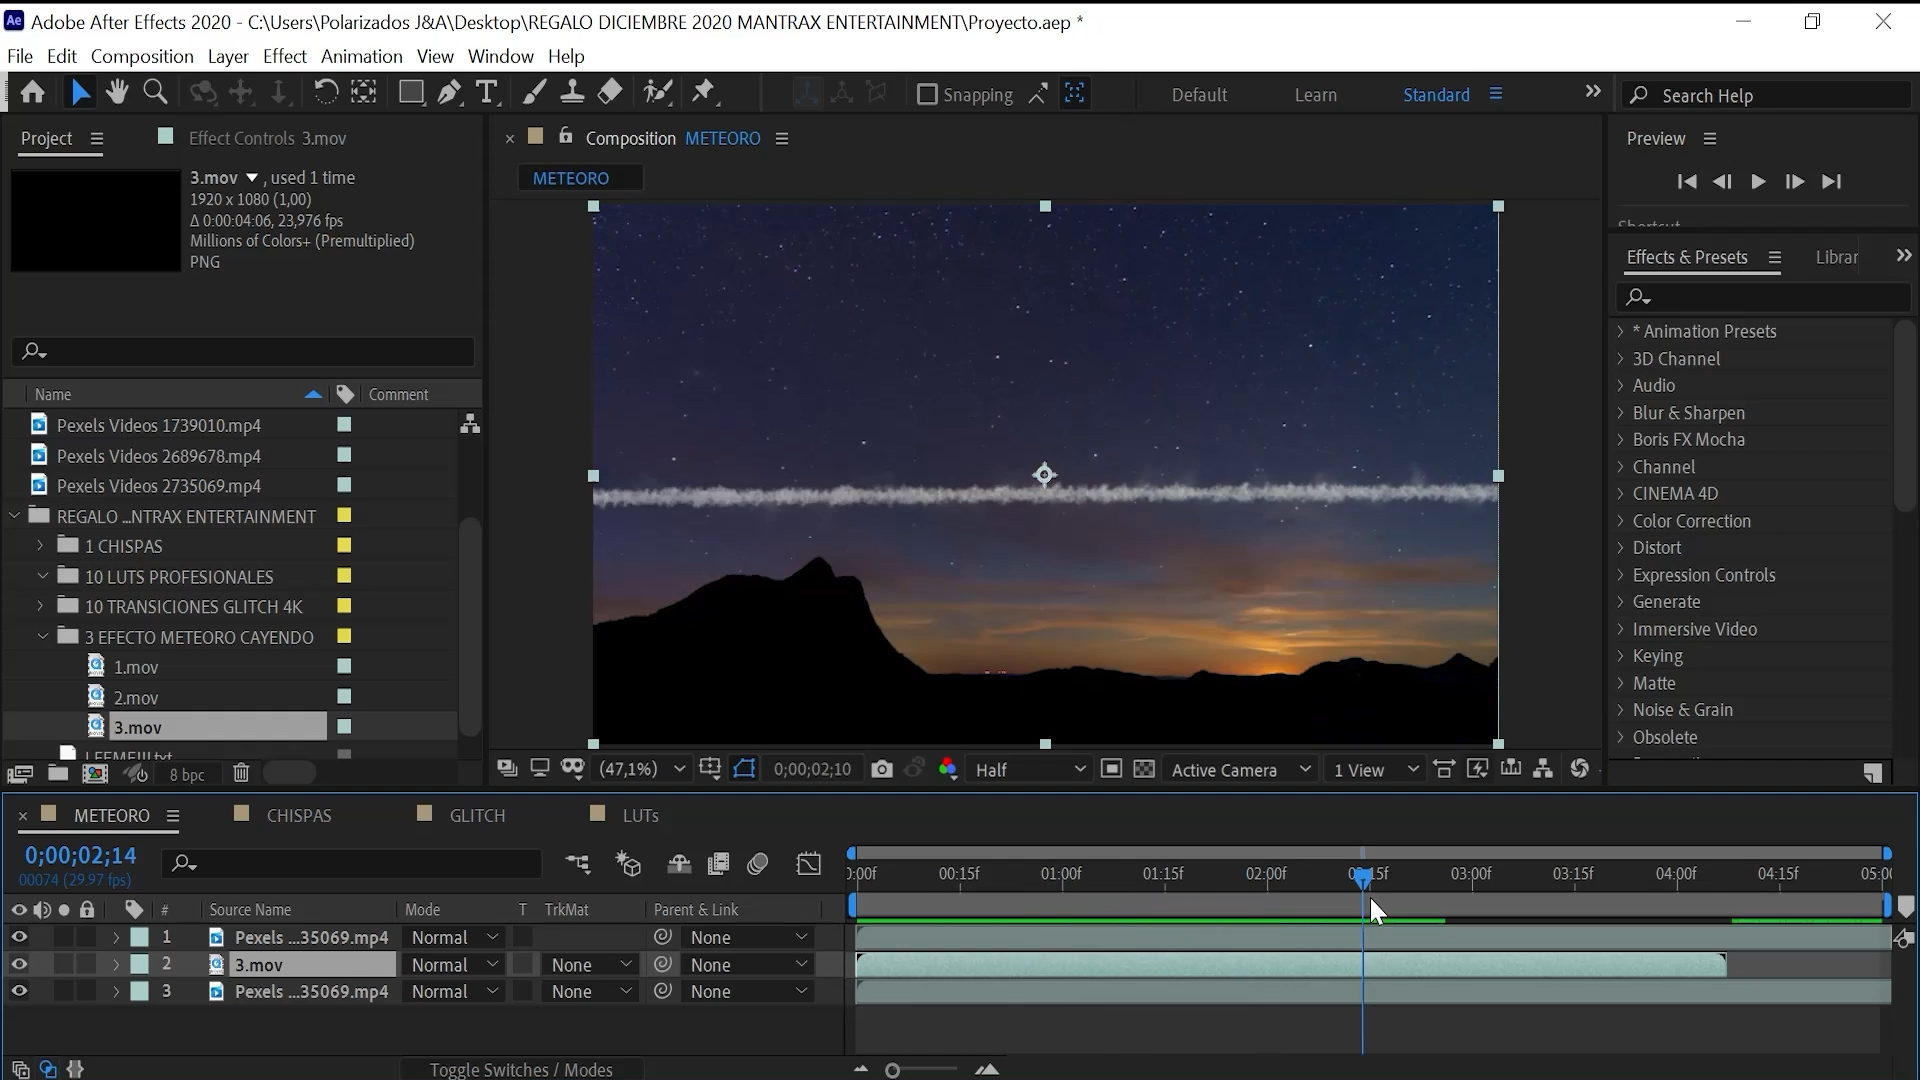 Adobe After Effects 2020 - C:\Users\Polarizados J&A\Desktop\REGALO DICIEMBRE 2020 MANTRAX ENTERTAINMENT\Proyecto.aep *
File Edit Composition Layer Effect Animation View Window Help
Snapping Default Learn Standard Search Help
Project Effect Controls 3.mov
3.mov , used 1 time
1920 x 1080 (1,00)
Δ 0:00:04:06, 23,976 fps
Millions of Colors+ (Premultiplied)
PNG
Composition METEORO
METEORO
Preview
Shortcut
Effects & Presets Librar
* Animation Presets
3D Channel
Audio
Blur & Sharpen
Boris FX Mocha
Channel
CINEMA 4D
Color Correction
Distort
Expression Controls
Generate
Immersive Video
Keying
Matte
Noise & Grain
Obsolete
Name Comment
Pexels Videos 1739010.mp4
Pexels Videos 2689678.mp4
Pexels Videos 2735069.mp4
REGALO ...NTRAX ENTERTAINMENT
1 CHISPAS
10 LUTS PROFESIONALES
10 TRANSICIONES GLITCH 4K
3 EFECTO METEORO CAYENDO
1.mov
2.mov
3.mov
8 bpc
(47,1%) 0;00;02;10 Half Active Camera 1 View
METEORO CHISPAS GLITCH LUTs
0;00;02;14
00074 (29.97 fps)
0:00f 00:15f 01:00f 01:15f 02:00f 02:15f 03:00f 03:15f 04:00f 04:15f 05:00
# Source Name Mode T TrkMat Parent & Link
1 Pexels ...35069.mp4 Normal None
2 3.mov Normal None None
3 Pexels ...35069.mp4 Normal None None
Toggle Switches / Modes